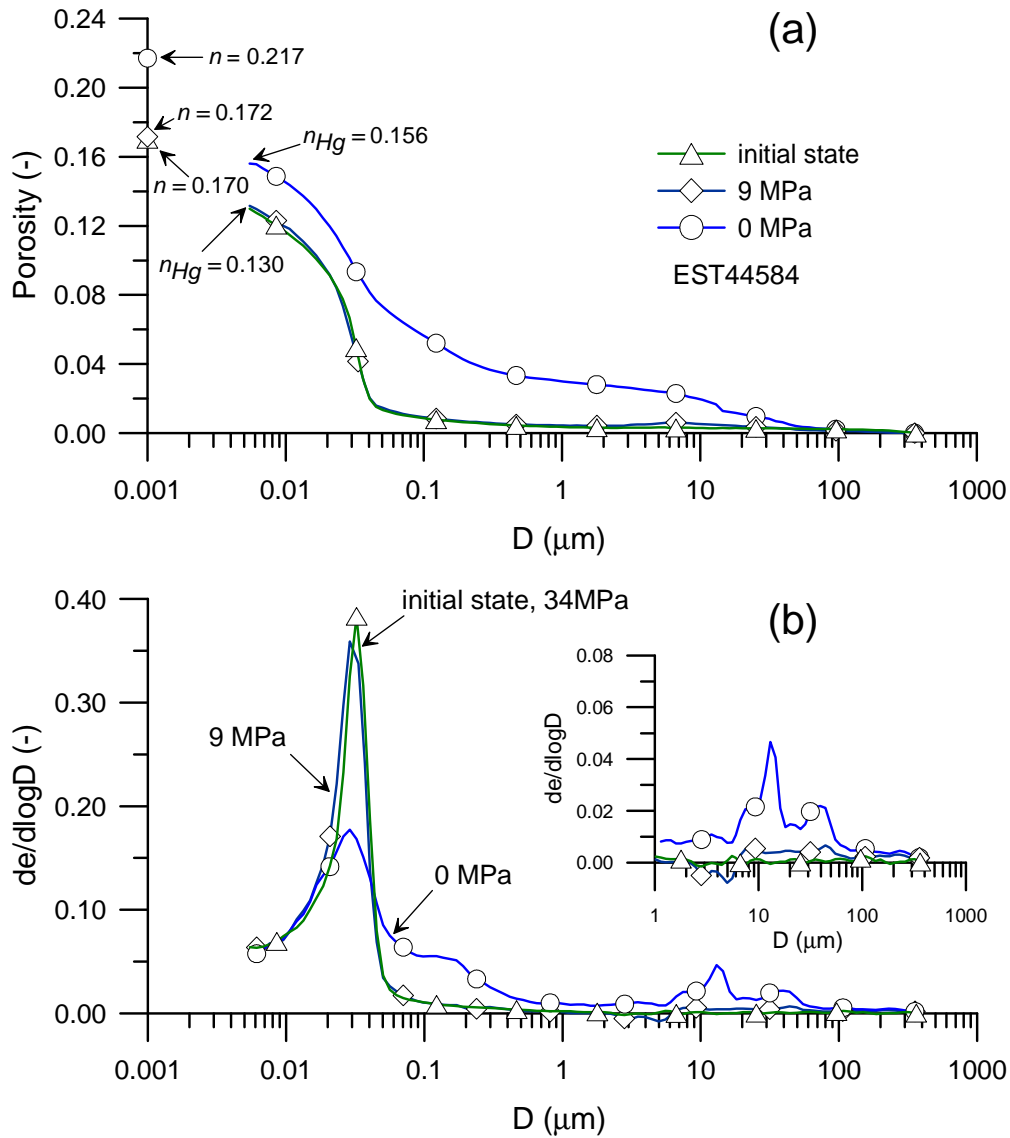 (a)
0.24
0.20
0.16
0.12
0.08
0.04
0.00
Porosity (-)
n = 0.217
n = 0.172
n = 0.170
nHg = 0.156
nHg = 0.130
initial state
9 MPa
0 MPa
EST44584
0.001 0.01 0.1 1 10 100 1000
D (μm)
(b)
0.40
0.30
0.20
0.10
0.00
de/dlogD (-)
initial state, 34MPa
9 MPa
0 MPa
0.08
0.06
0.04
0.02
0.00
de/dlogD
1 10 100 1000
D (μm)
0.001 0.01 0.1 1 10 100 1000
D (μm)